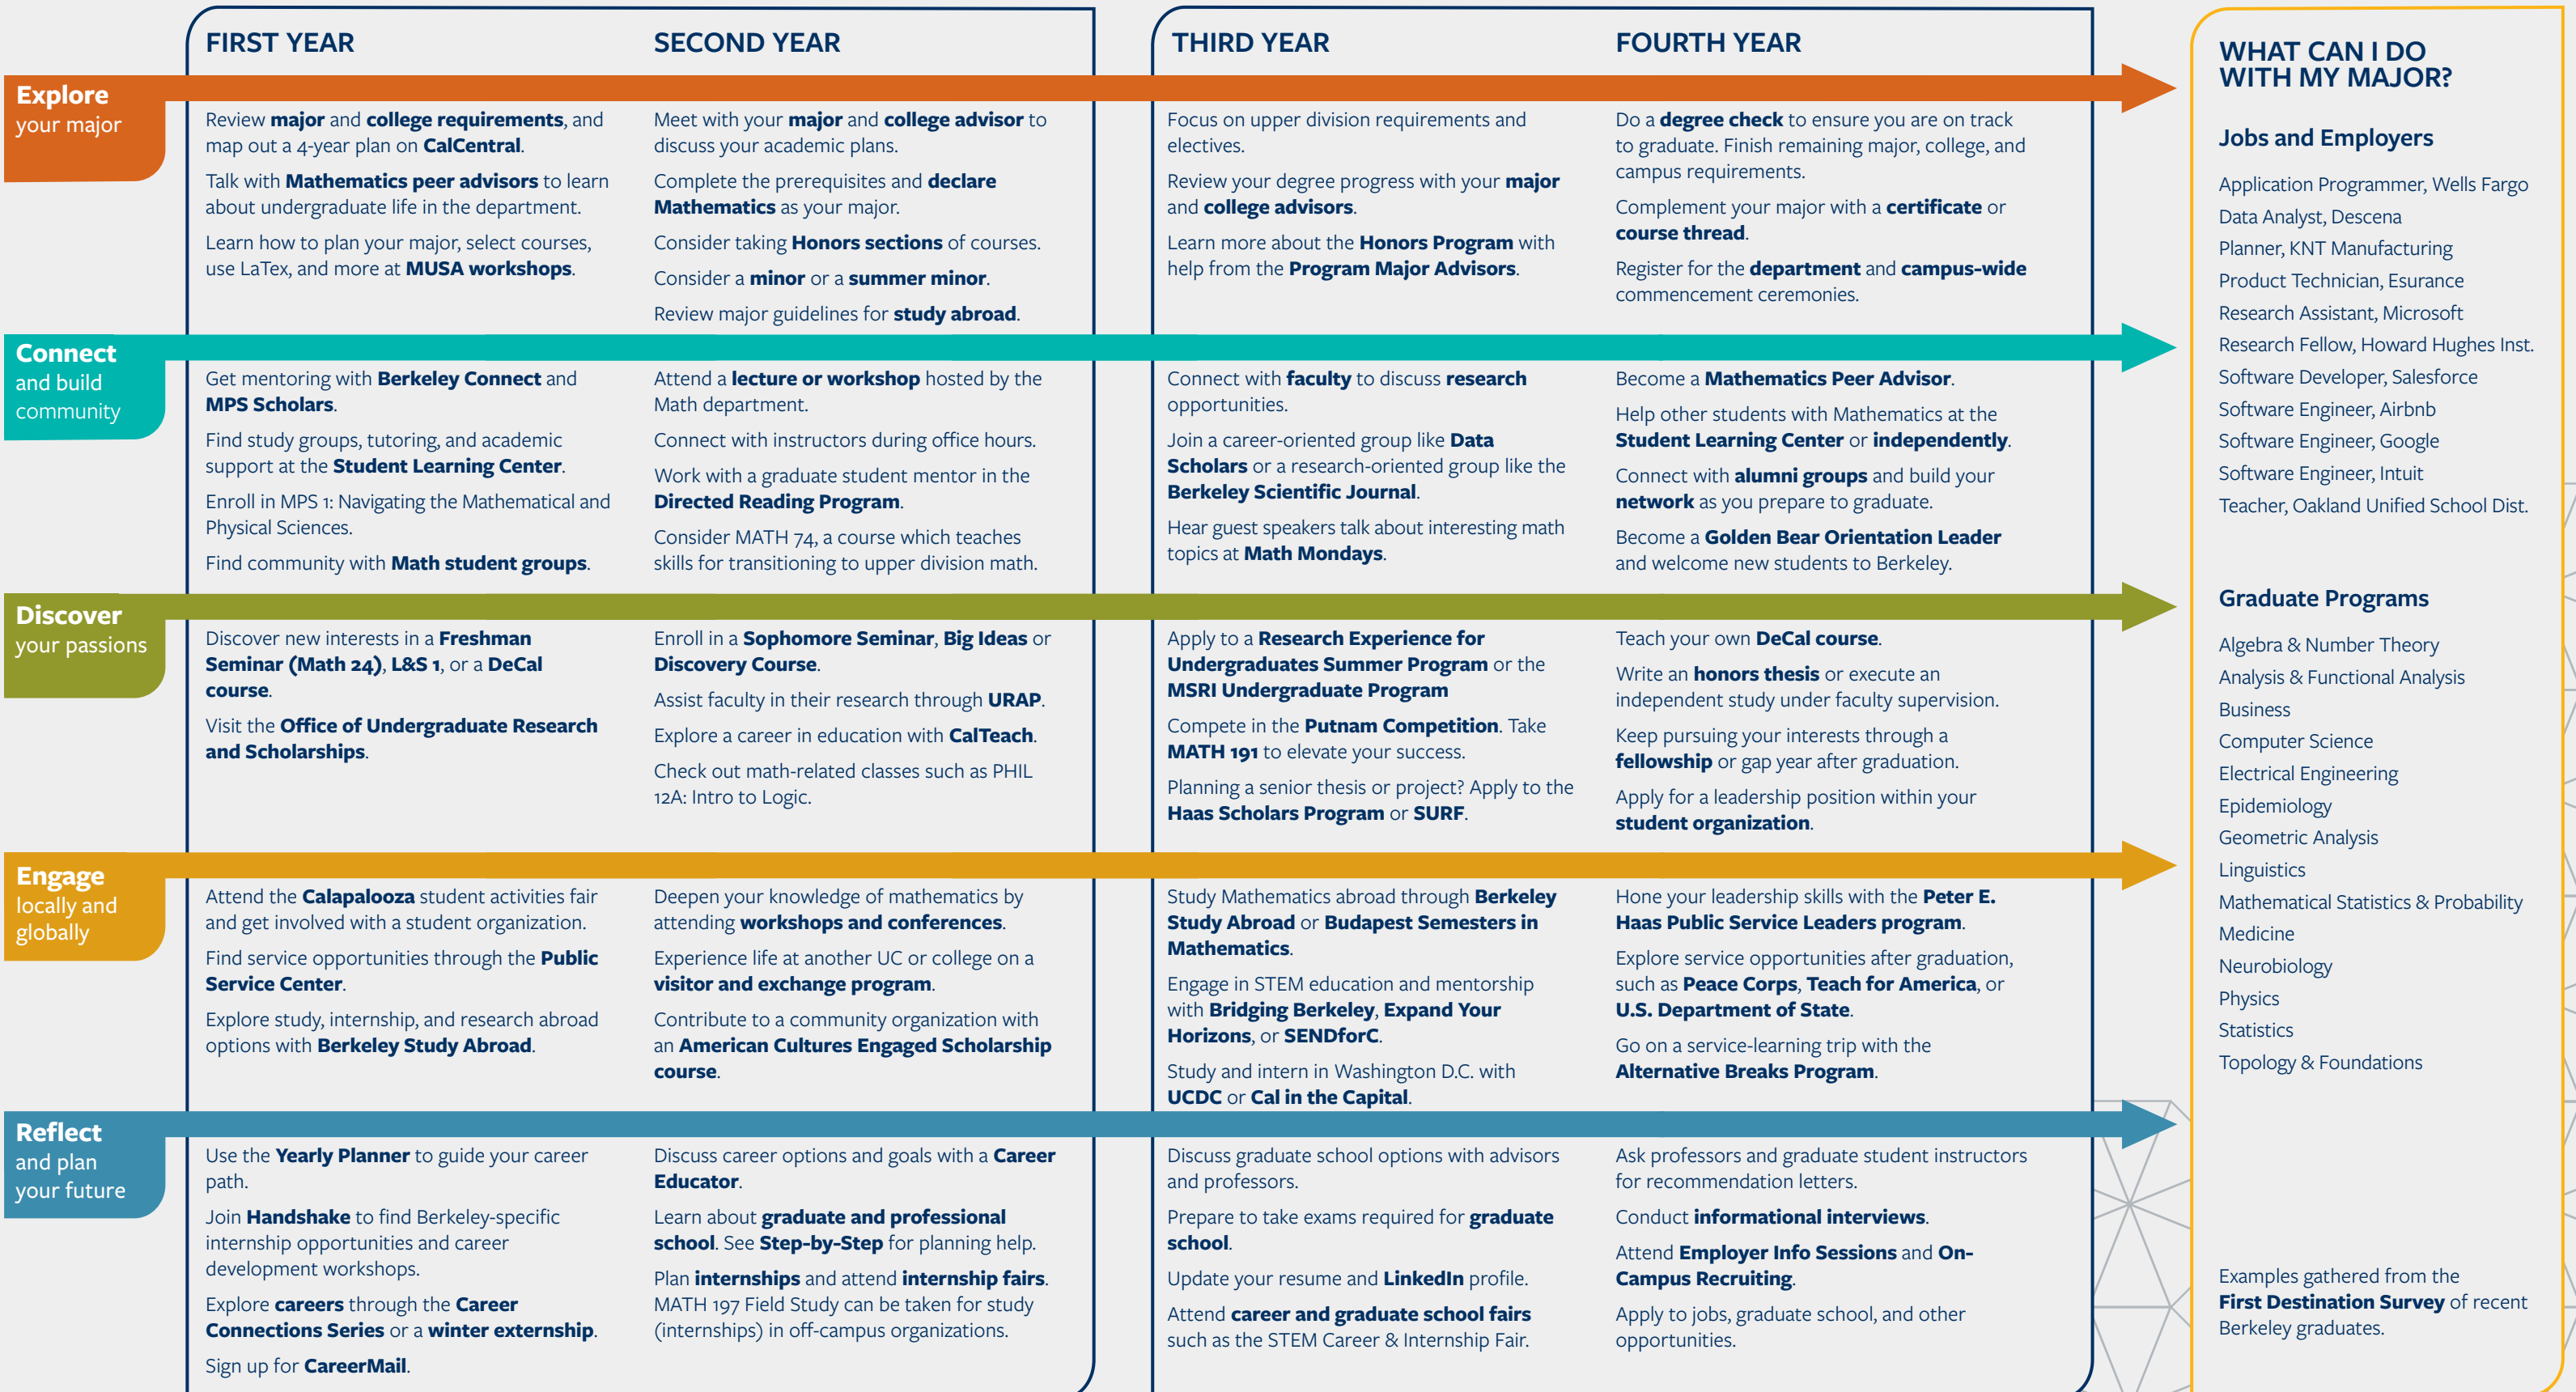 FIRST YEAR
SECOND YEAR
THIRD YEAR
FOURTH YEAR
Explore
your major
Review major and college requirements, and
map out a 4-year plan on CalCentral.
Talk with Mathematics peer advisors to learn
about undergraduate life in the department.
Learn how to plan your major, select courses,
use LaTex, and more at MUSA workshops.
Meet with your major and college advisor to
discuss your academic plans.
Complete the prerequisites and declare
Mathematics as your major.
Consider taking Honors sections of courses.
Consider a minor or a summer minor.
Review major guidelines for study abroad.
Focus on upper division requirements and
electives.
Review your degree progress with your major
and college advisors.
Learn more about the Honors Program with
help from the Program Major Advisors.
Do a degree check to ensure you are on track
to graduate. Finish remaining major, college, and
campus requirements.
Complement your major with a certificate or
course thread.
Register for the department and campus-wide
commencement ceremonies.
Connect
and build
community
Get mentoring with Berkeley Connect and
MPS Scholars.
Find study groups, tutoring, and academic
support at the Student Learning Center.
Enroll in MPS 1: Navigating the Mathematical and
Physical Sciences.
Find community with Math student groups.
Attend a lecture or workshop hosted by the
Math department.
Connect with instructors during office hours.
Work with a graduate student mentor in the
Directed Reading Program.
Consider MATH 74, a course which teaches
skills for transitioning to upper division math.
Connect with faculty to discuss research
opportunities.
Join a career-oriented group like Data
Scholars or a research-oriented group like the
Berkeley Scientific Journal.
Hear guest speakers talk about interesting math
topics at Math Mondays.
Become a Mathematics Peer Advisor.
Help other students with Mathematics at the
Student Learning Center or independently.
Connect with alumni groups and build your
network as you prepare to graduate.
Become a Golden Bear Orientation Leader
and welcome new students to Berkeley.
Discover
your passions
Discover new interests in a Freshman
Seminar (Math 24), L&S 1, or a DeCal
course.
Visit the Office of Undergraduate Research
and Scholarships.
Enroll in a Sophomore Seminar, Big Ideas or
Discovery Course.
Assist faculty in their research through URAP.
Explore a career in education with CalTeach.
Check out math-related classes such as PHIL
12A: Intro to Logic.
Apply to a Research Experience for
Undergraduates Summer Program or the
MSRI Undergraduate Program
Compete in the Putnam Competition. Take
MATH 191 to elevate your success.
Planning a senior thesis or project? Apply to the
Haas Scholars Program or SURF.
Teach your own DeCal course.
Write an honors thesis or execute an
independent study under faculty supervision.
Keep pursuing your interests through a
fellowship or gap year after graduation.
Apply for a leadership position within your
student organization.
Engage
locally and
globally
Attend the Calapalooza student activities fair
and get involved with a student organization.
Find service opportunities through the Public
Service Center.
Explore study, internship, and research abroad
options with Berkeley Study Abroad.
Deepen your knowledge of mathematics by
attending workshops and conferences.
Experience life at another UC or college on a
visitor and exchange program.
Contribute to a community organization with
an American Cultures Engaged Scholarship
course.
Study Mathematics abroad through Berkeley
Study Abroad or Budapest Semesters in
Mathematics.
Engage in STEM education and mentorship
with Bridging Berkeley, Expand Your
Horizons, or SENDforC.
Study and intern in Washington D.C. with
UCDC or Cal in the Capital.
Hone your leadership skills with the Peter E.
Haas Public Service Leaders program.
Explore service opportunities after graduation,
such as Peace Corps, Teach for America, or
U.S. Department of State.
Go on a service-learning trip with the
Alternative Breaks Program.
Reflect
and plan
your future
Use the Yearly Planner to guide your career
path.
Join Handshake to find Berkeley-specific
internship opportunities and career
development workshops.
Explore careers through the Career
Connections Series or a winter externship.
Sign up for CareerMail.
Discuss career options and goals with a Career
Educator.
Learn about graduate and professional
school. See Step-by-Step for planning help.
Plan internships and attend internship fairs.
MATH 197 Field Study can be taken for study
(internships) in off-campus organizations.
Discuss graduate school options with advisors
and professors.
Prepare to take exams required for graduate
school.
Update your resume and LinkedIn profile.
Attend career and graduate school fairs
such as the STEM Career & Internship Fair.
Ask professors and graduate student instructors
for recommendation letters.
Conduct informational interviews.
Attend Employer Info Sessions and On-
Campus Recruiting.
Apply to jobs, graduate school, and other
opportunities.
WHAT CAN I DO
WITH MY MAJOR?
Jobs and Employers
Application Programmer, Wells Fargo
Data Analyst, Descena
Planner, KNT Manufacturing
Product Technician, Esurance
Research Assistant, Microsoft
Research Fellow, Howard Hughes Inst.
Software Developer, Salesforce
Software Engineer, Airbnb
Software Engineer, Google
Software Engineer, Intuit
Teacher, Oakland Unified School Dist.
Graduate Programs
Algebra & Number Theory
Analysis & Functional Analysis
Business
Computer Science
Electrical Engineering
Epidemiology
Geometric Analysis
Linguistics
Mathematical Statistics & Probability
Medicine
Neurobiology
Physics
Statistics
Topology & Foundations
Examples gathered from the
First Destination Survey of recent
Berkeley graduates.